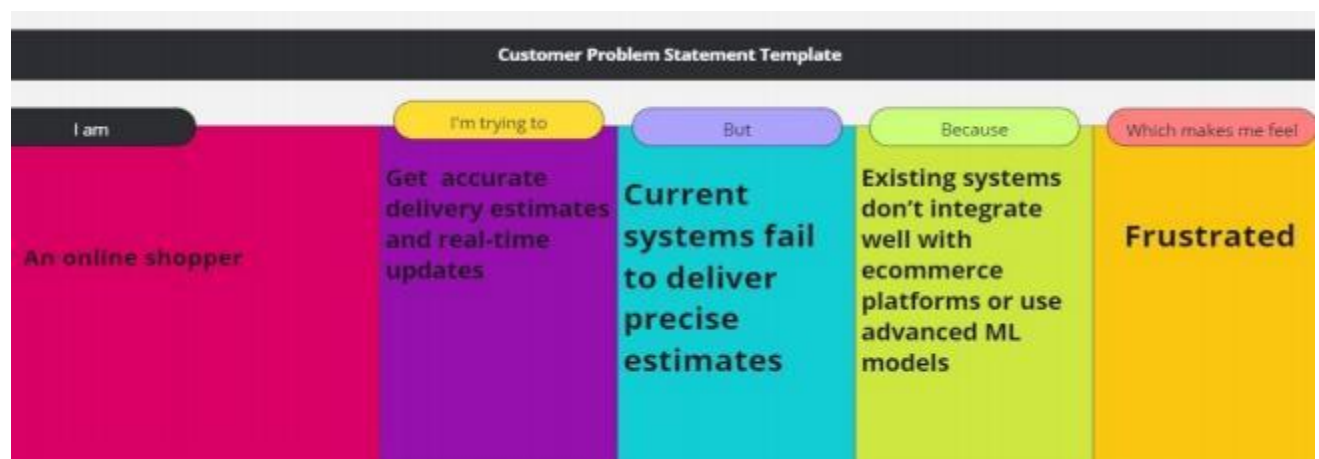 Customer Problem Statement Template
I am
I'm trying to
But
Because
Which makes me feel
An online shopper
Get accurate
delivery estimates
and real-time
updates
Current
systems fail
to deliver
precise
estimates
Existing systems
don't integrate
well with
ecommerce
platforms or use
advanced ML
models
Frustrated